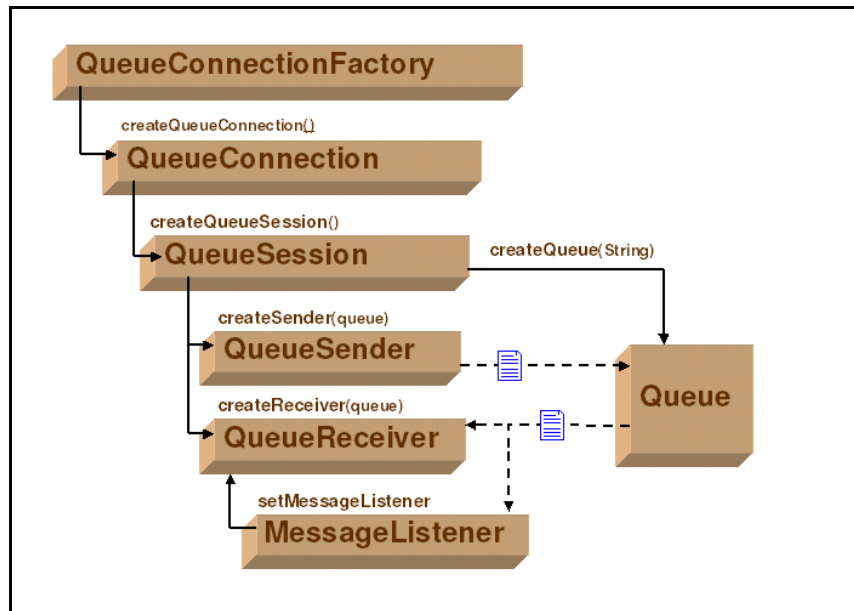 QueueConnectionFactory
createQueueConnection()
QueueConnection
createQueueSession()
QueueSession
createQueue(String)
createSender(queue)
QueueSender
Queue
createReceiver(queue)
QueueReceiver
setMessageListener
MessageListener